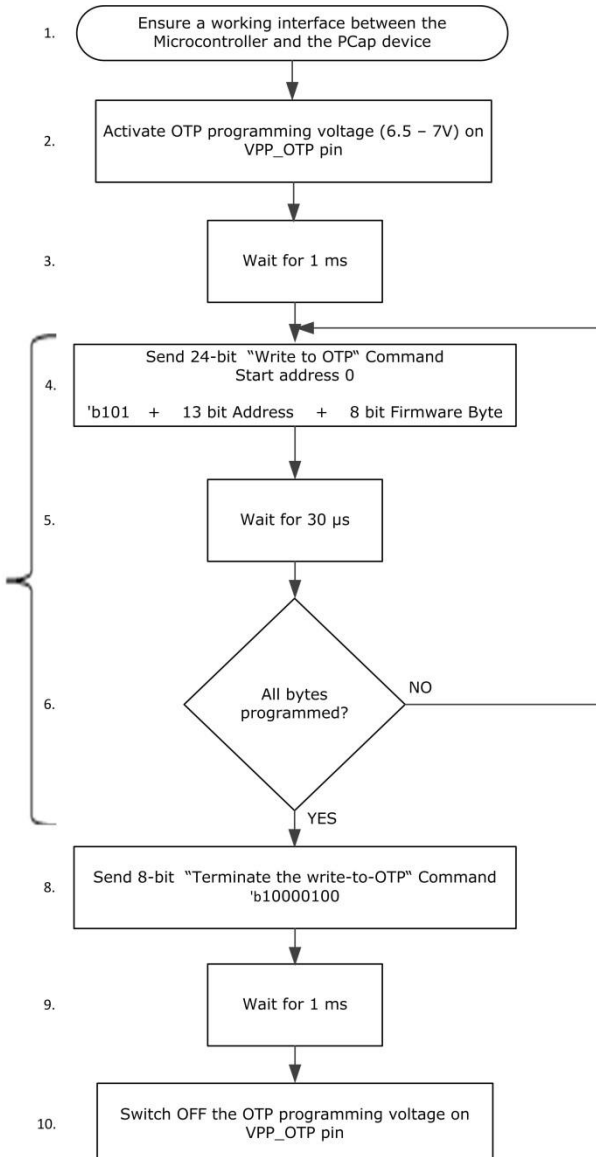 1.
Ensure a working interface between the
Microcontroller and the PCap device
2.
Activate OTP programming voltage (6.5 – 7V) on
VPP_OTP pin
3.
Wait for 1 ms
4.
Send 24-bit “Write to OTP“ Command
Start address 0
'b101 + 13 bit Address + 8 bit Firmware Byte
5.
Wait for 30 µs
6.
All bytes
programmed?
NO
YES
8.
Send 8-bit “Terminate the write-to-OTP“ Command
'b10000100
9.
Wait for 1 ms
10.
Switch OFF the OTP programming voltage on
VPP_OTP pin